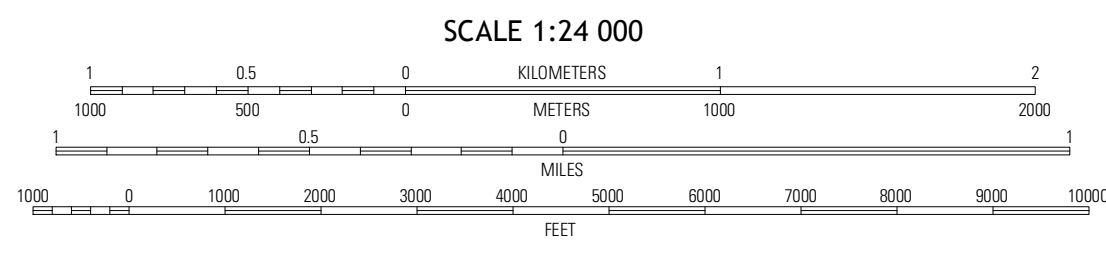 SCALE 1:24 000
1 0.5 0 KILOMETERS 1 2
1000 500 0 METERS 1000 2000
1 0.5 0 1
MILES
1000 0 1000 2000 3000 4000 5000 6000 7000 8000 9000 10000
FEET